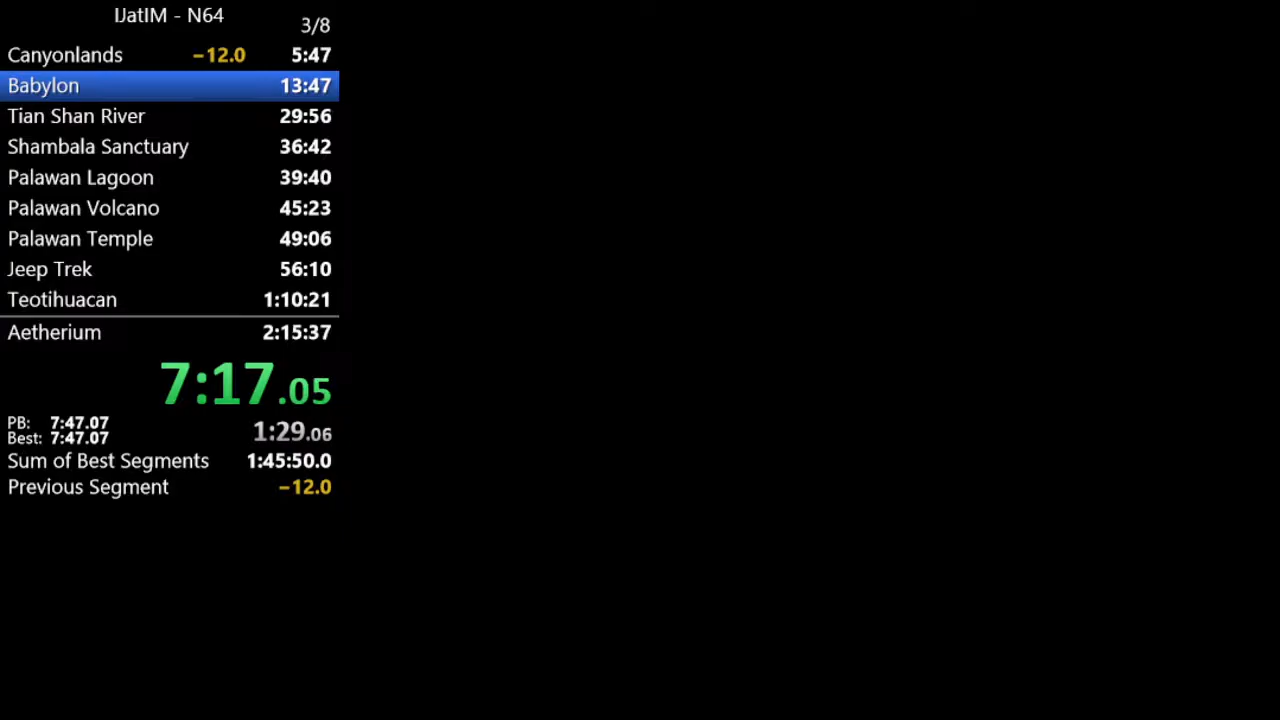 IJatIM - N64
3/8
Canyonlands −12.0 5:47
Babylon 13:47
Tian Shan River 29:56
Shambala Sanctuary 36:42
Palawan Lagoon 39:40
Palawan Volcano 45:23
Palawan Temple 49:06
Jeep Trek 56:10
Teotihuacan 1:10:21
Aetherium 2:15:37
7:17.05
PB: 7:47.07
Best: 7:47.07
1:29.06
Sum of Best Segments 1:45:50.0
Previous Segment −12.0